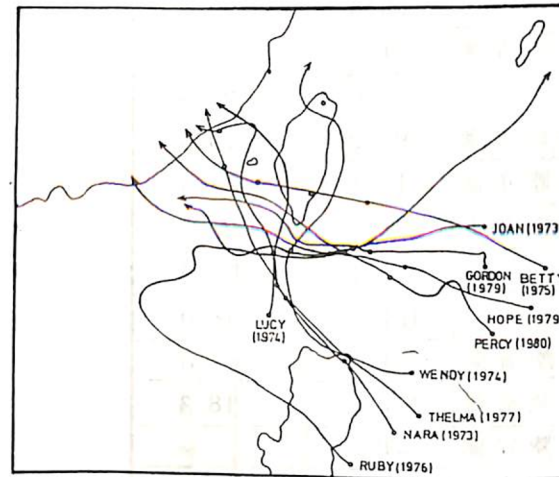 JOAN (1973
GORDON
(1979)
BETT
(1975)
HOPE (1979
PERCY (1980)
LUCY
(1974)
WENDY (1974)
THELMA (1977)
NARA (1973)
RUBY (1976)